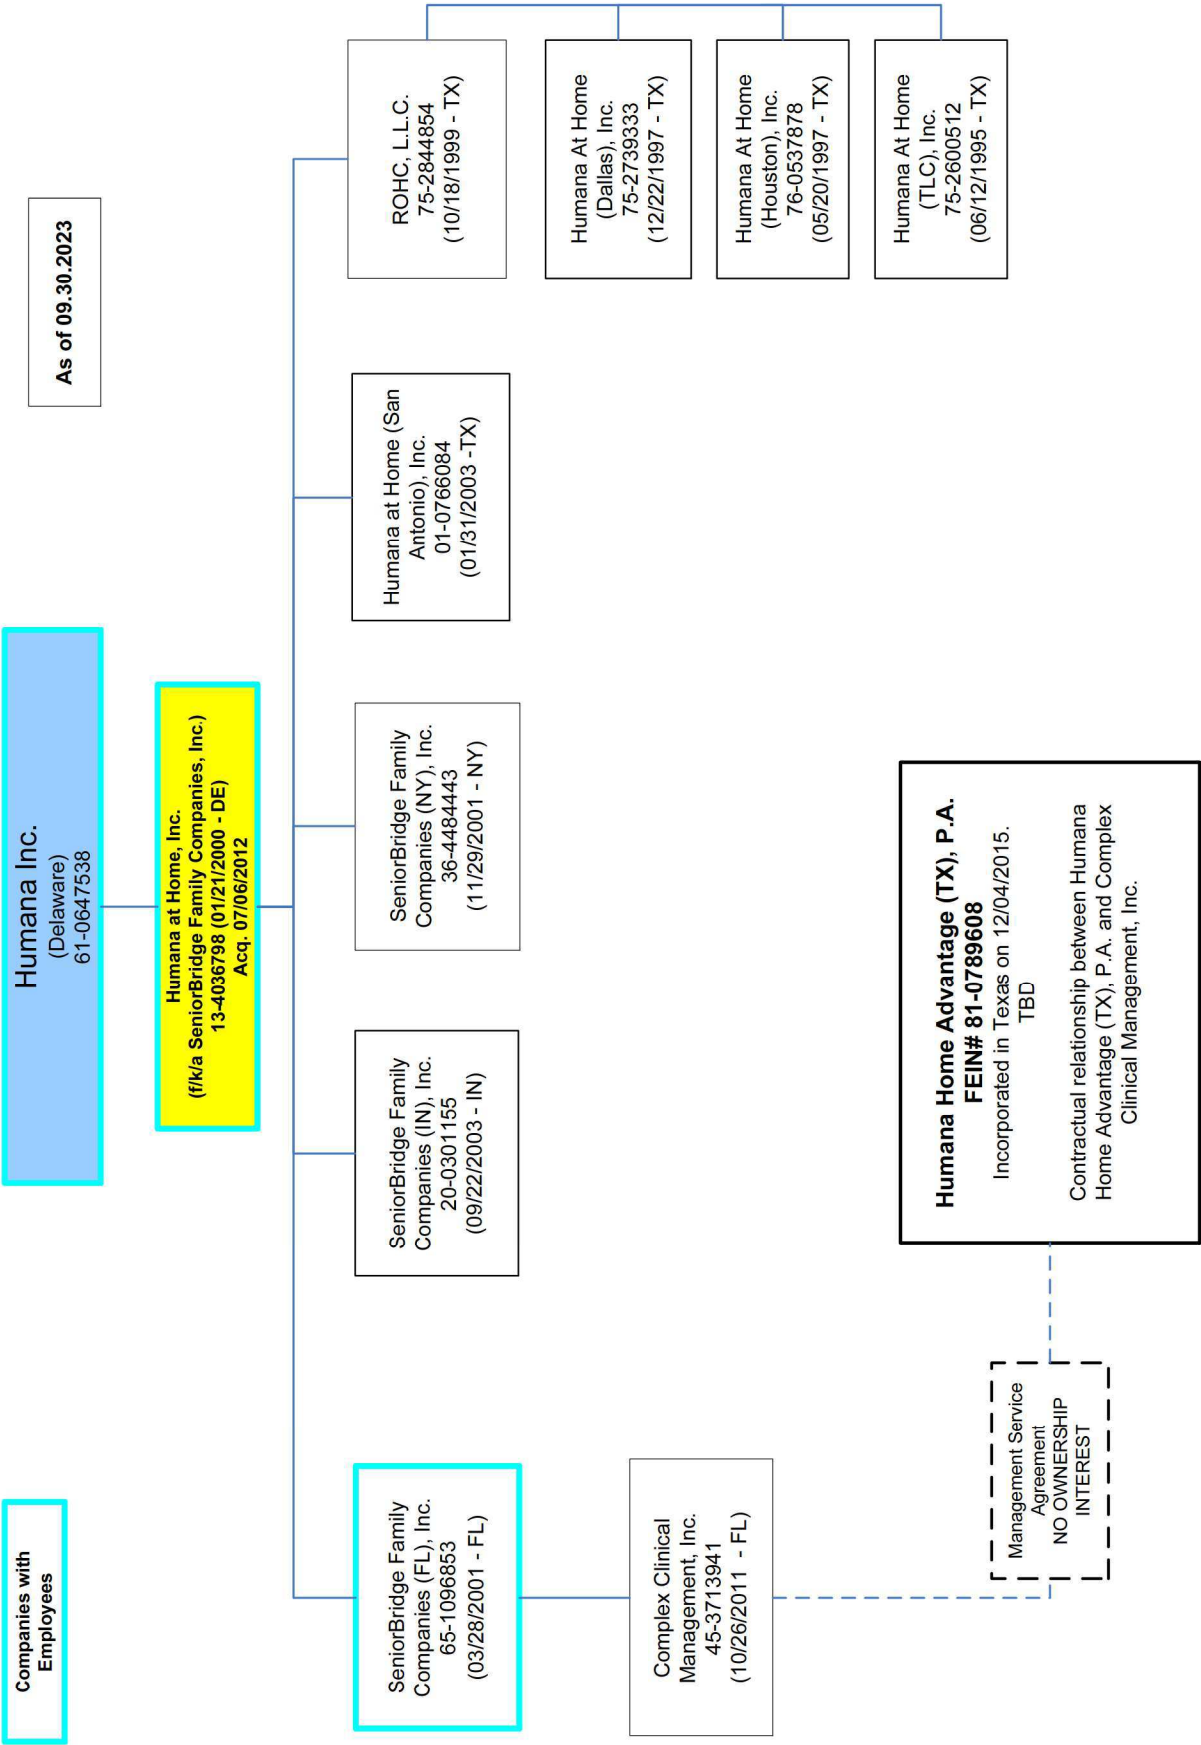 Companies with
Employees
Humana Inc.
(Delaware)
61-0647538
As of 09.30.2023
Humana at Home, Inc.
(f/k/a SeniorBridge Family Companies, Inc.)
13-4036798 (01/21/2000 - DE)
Acq. 07/06/2012
SeniorBridge Family
Companies (FL), Inc.
65-1096853
(03/28/2001 - FL)
SeniorBridge Family
Companies (IN), Inc.
20-0301155
(09/22/2003 - IN)
SeniorBridge Family
Companies (NY), Inc.
36-4484443
(11/29/2001 - NY)
Humana at Home (San
Antonio), Inc.
01-0766084
(01/31/2003 -TX)
ROHC, L.L.C.
75-2844854
(10/18/1999 - TX)
Humana At Home
(Dallas), Inc.
75-2739333
(12/22/1997 - TX)
Complex Clinical
Management, Inc.
45-3713941
(10/26/2011 - FL)
Humana At Home
(Houston), Inc.
76-0537878
(05/20/1997 - TX)
Humana At Home
(TLC), Inc.
75-2600512
(06/12/1995 - TX)
Management Service
Agreement
NO OWNERSHIP
INTEREST
Humana Home Advantage (TX), P.A.
FEIN# 81-0789608
Incorporated in Texas on 12/04/2015.
TBD
Contractual relationship between Humana
Home Advantage (TX), P.A. and Complex
Clinical Management, Inc.